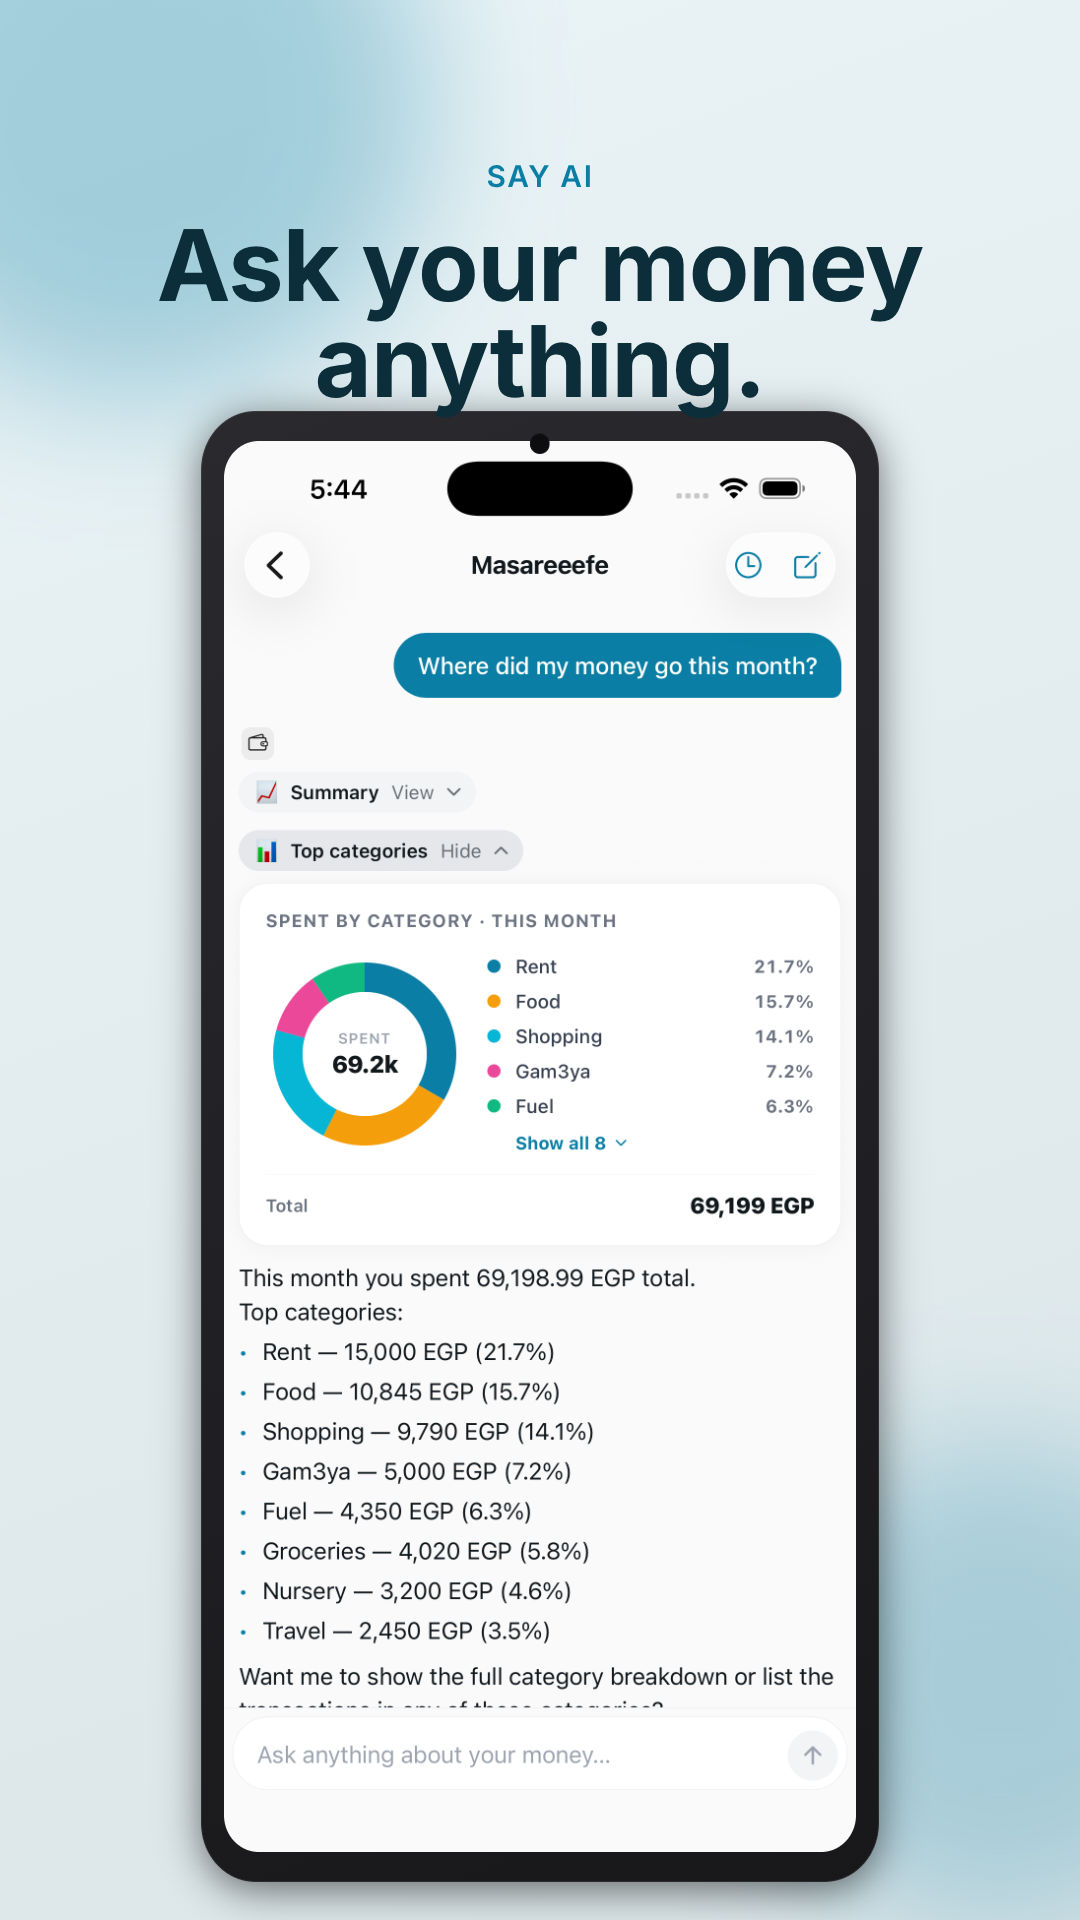 SAY AI
Ask your money
anything.
5:44
Masareeefe
Where did my money go this month?
Summary View
Top categories Hide
SPENT BY CATEGORY · THIS MONTH
SPENT
69.2k
Rent 21.7%
Food 15.7%
Shopping 14.1%
Gam3ya 7.2%
Fuel 6.3%
Show all 8
Total 69,199 EGP
This month you spent 69,198.99 EGP total.
Top categories:
• Rent — 15,000 EGP (21.7%)
• Food — 10,845 EGP (15.7%)
• Shopping — 9,790 EGP (14.1%)
• Gam3ya — 5,000 EGP (7.2%)
• Fuel — 4,350 EGP (6.3%)
• Groceries — 4,020 EGP (5.8%)
• Nursery — 3,200 EGP (4.6%)
• Travel — 2,450 EGP (3.5%)
Want me to show the full category breakdown or list the
transactions in any of these categories?
Ask anything about your money...